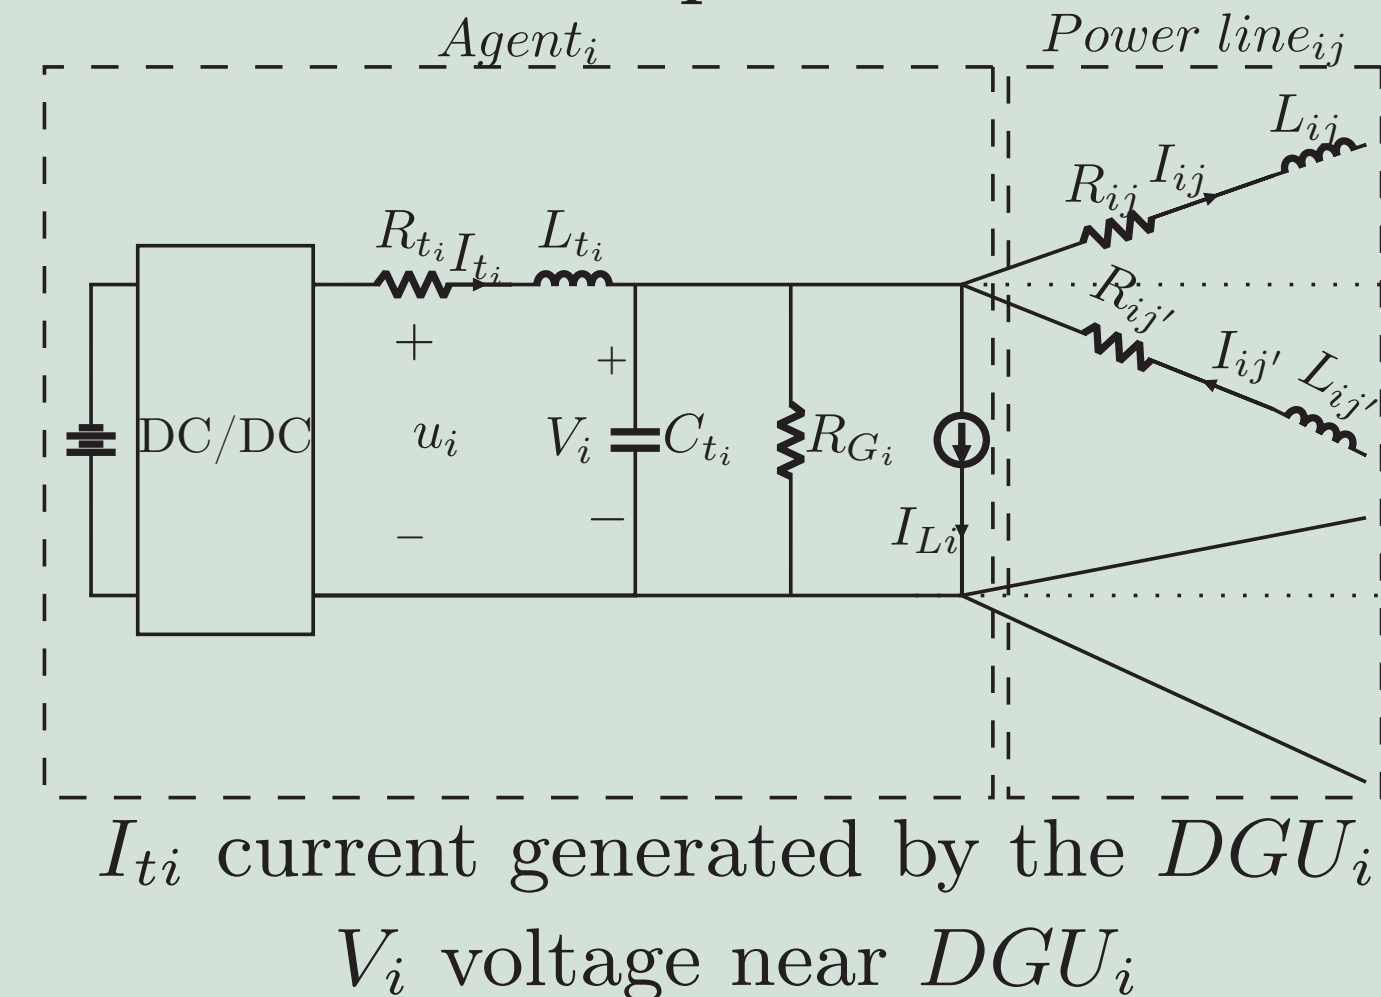 Agent_i
Power line_ij
L_ij
I_ij
R_ij
R_ti I_ti L_ti
R_ij'
I_ij' L_ij'
+
+
DC/DC u_i V_i C_ti R_Gi
−
−
I_Li
I_ti current generated by the DGU_i
V_i voltage near DGU_i